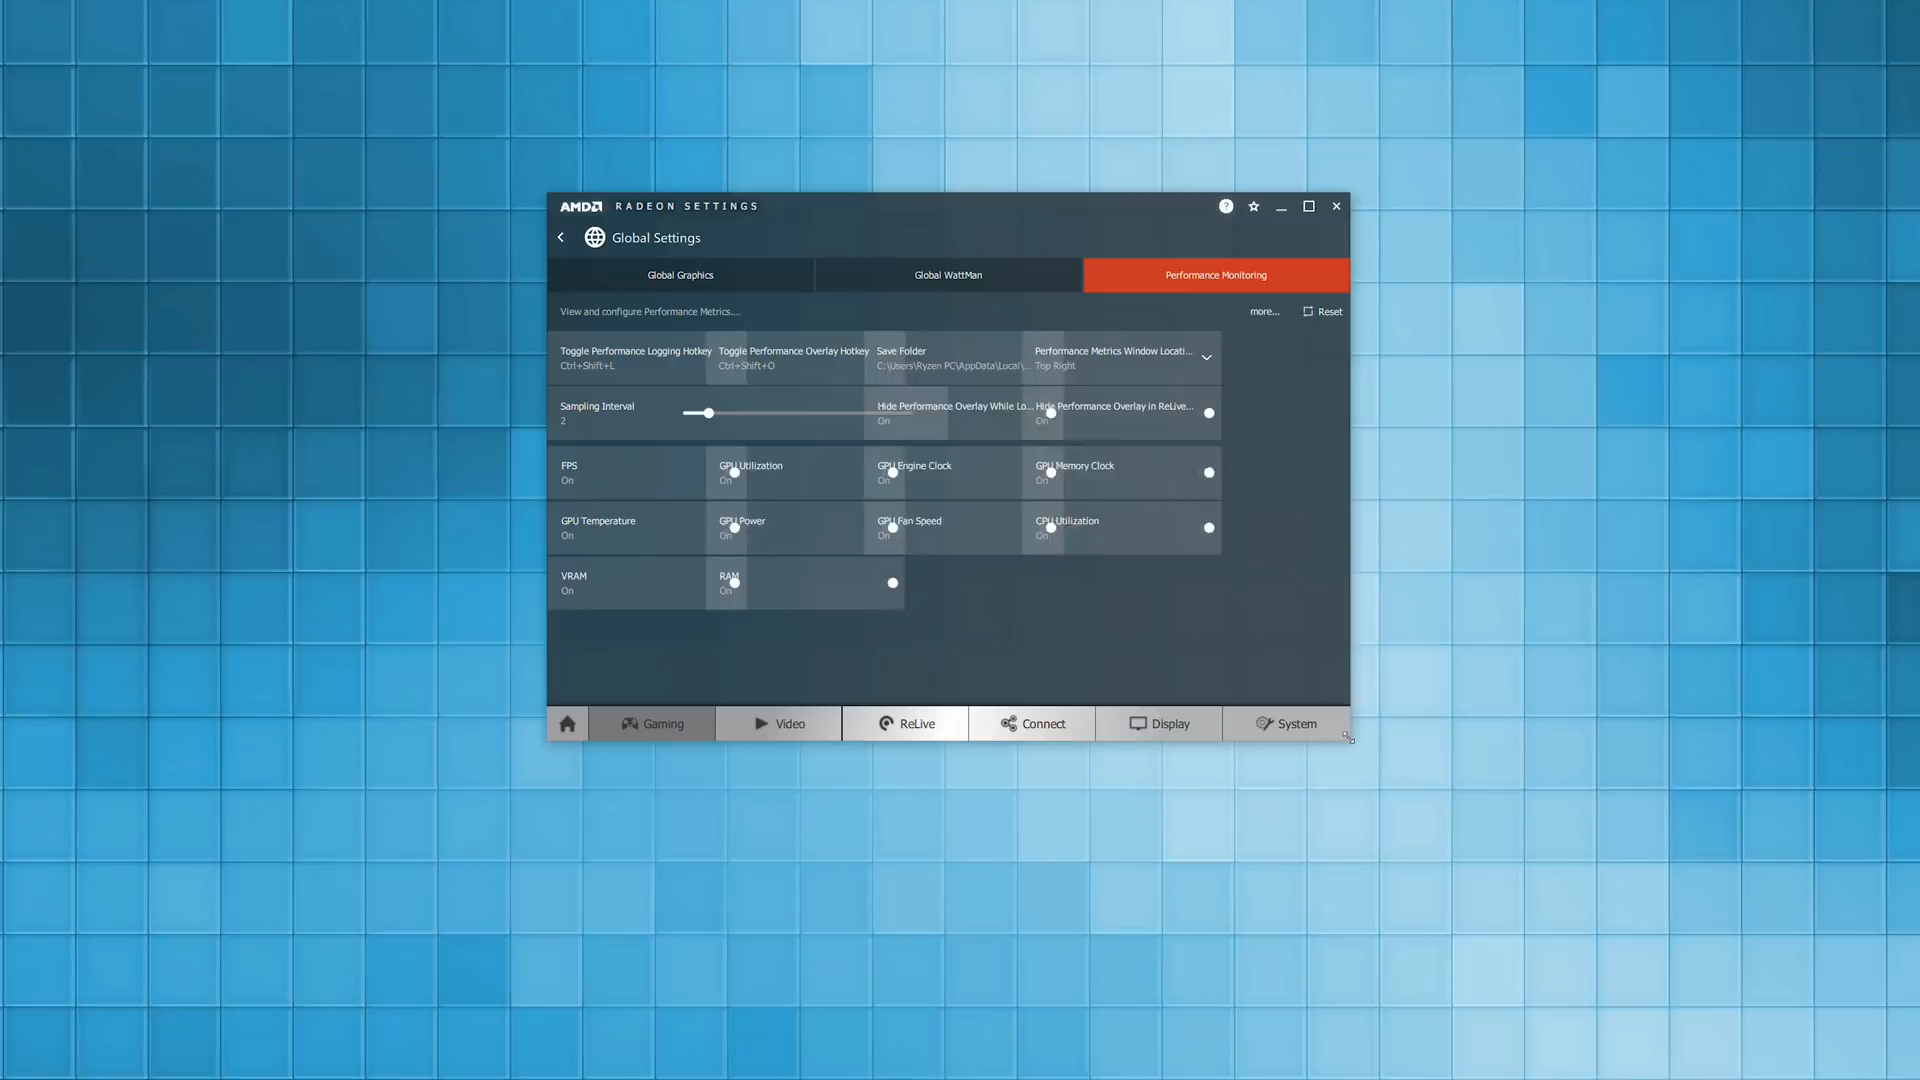 AMD RADEON SETTINGS
?
Global Settings
Global Graphics
Global WattMan
Performance Monitoring
View and configure Performance Metrics....
more...
Reset
Toggle Performance Logging Hotkey
Ctrl+Shift+L
Toggle Performance Overlay Hotkey
Ctrl+Shift+O
Save Folder
C:\Users\Ryzen PC\AppData\Local\...
Performance Metrics Window Locati...
Top Right
Sampling Interval
2
Hide Performance Overlay While Lo...
On
Hide Performance Overlay in ReLive...
On
FPS
On
GPU Utilization
On
GPU Engine Clock
On
GPU Memory Clock
On
GPU Temperature
On
GPU Power
On
GPU Fan Speed
On
CPU Utilization
On
VRAM
On
RAM
On
Gaming
Video
ReLive
Connect
Display
System